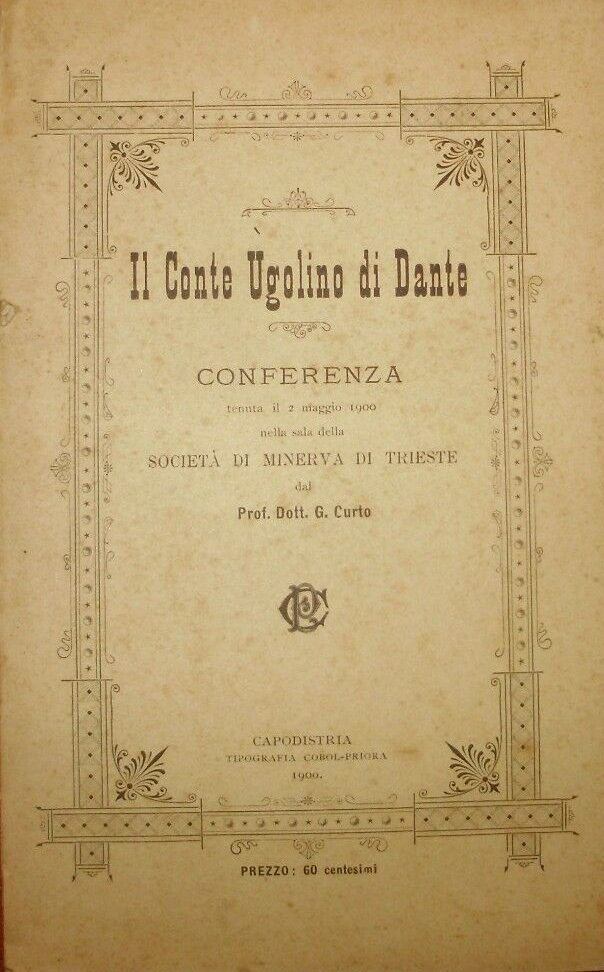 Il Conte Ugolino di Dante
CONFERENZA
tenuta il 2 maggio 1900
nella sala della
SOCIETÀ DI MINERVA DI TRIESTE
dal
Prof. Dott. G. Curto
CAPODISTRIA
TIPOGRAFIA COBOL-PRIORA
1900.
PREZZO: 60 centesimi